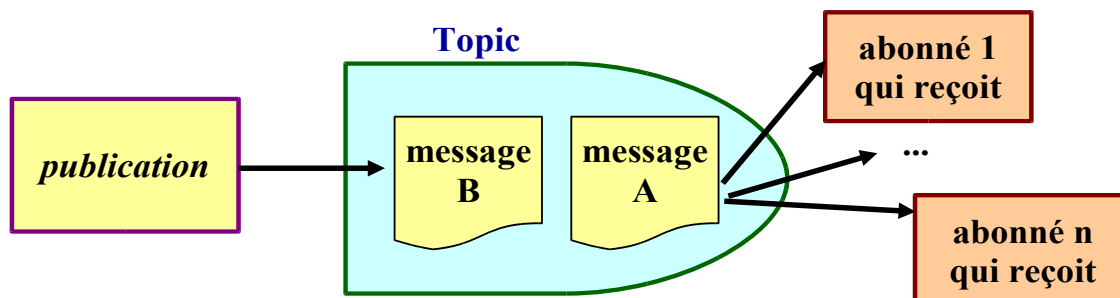 Topic
publication
message
B
message
A
abonné 1
qui reçoit
...
abonné n
qui reçoit